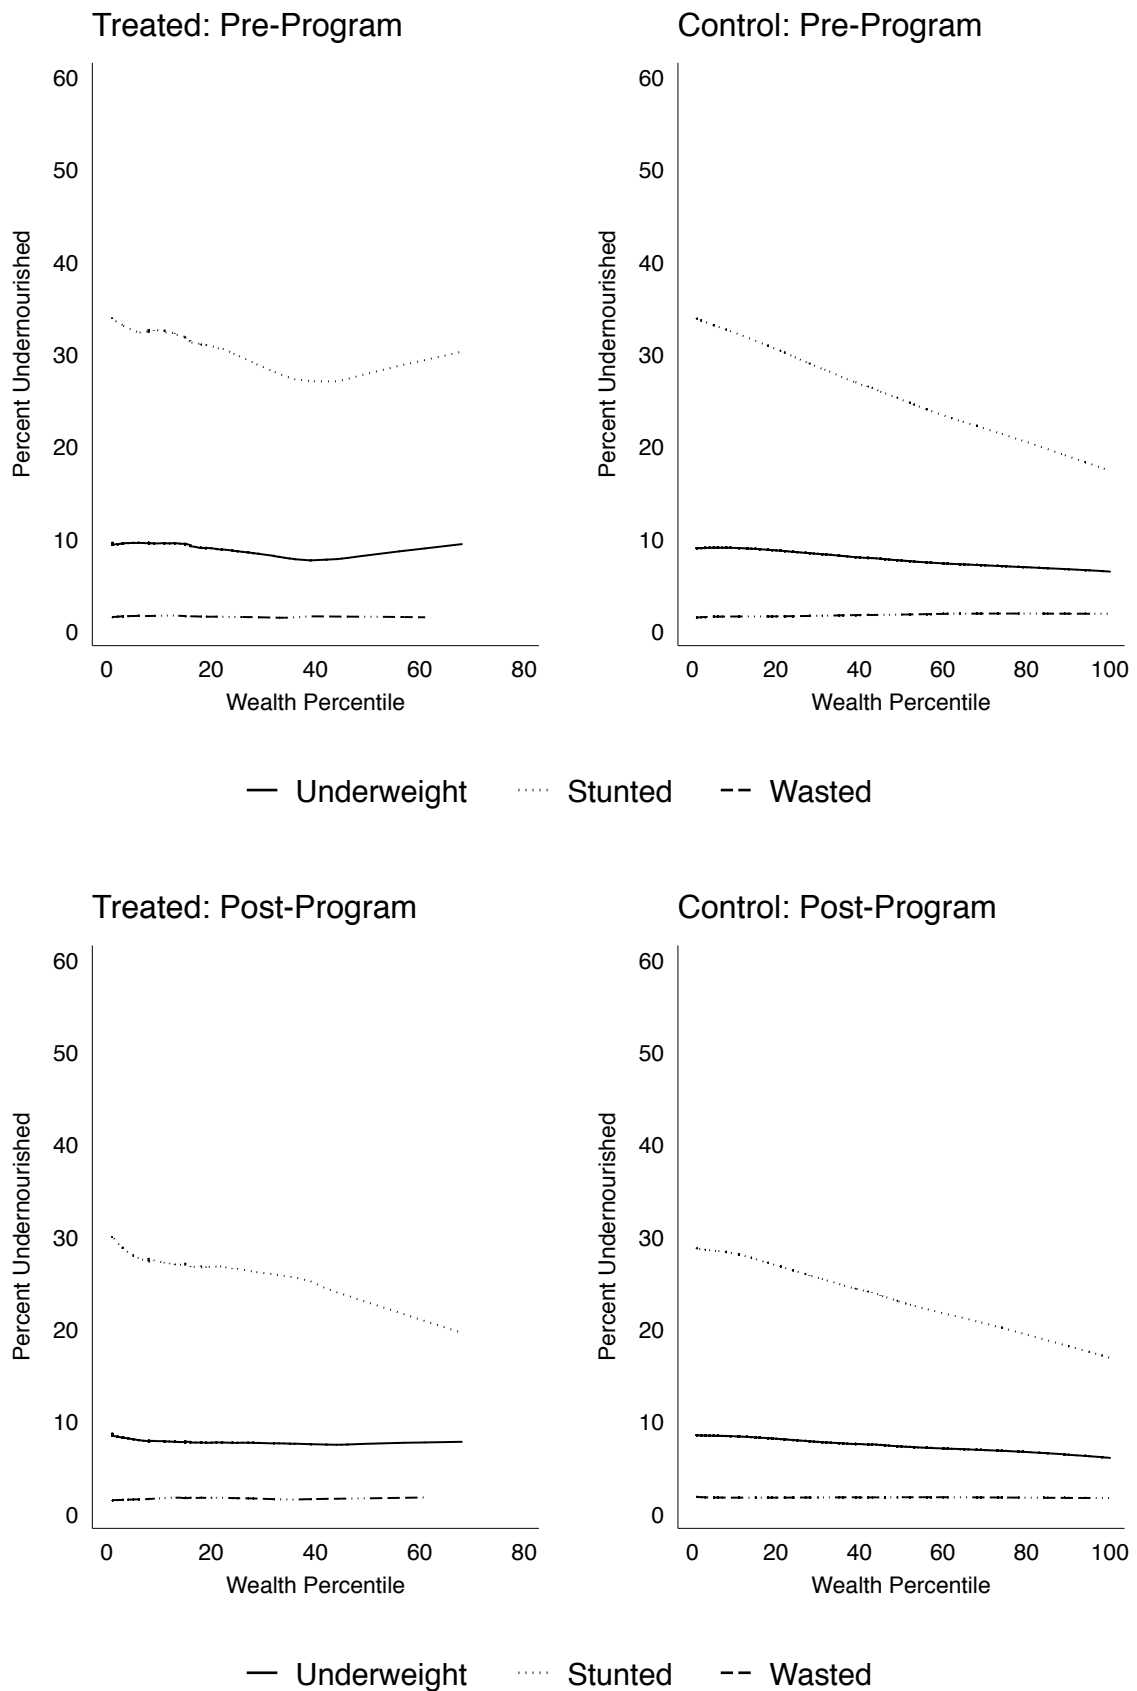 Treated: Pre-Program
60
50
40
30
20
10
0
Percent Undernourished
0 20 40 60 80
Wealth Percentile
Control: Pre-Program
60
50
40
30
20
10
0
Percent Undernourished
0 20 40 60 80 100
Wealth Percentile
Underweight Stunted Wasted
Treated: Post-Program
60
50
40
30
20
10
0
Percent Undernourished
0 20 40 60 80
Wealth Percentile
Control: Post-Program
60
50
40
30
20
10
0
Percent Undernourished
0 20 40 60 80 100
Wealth Percentile
Underweight Stunted Wasted